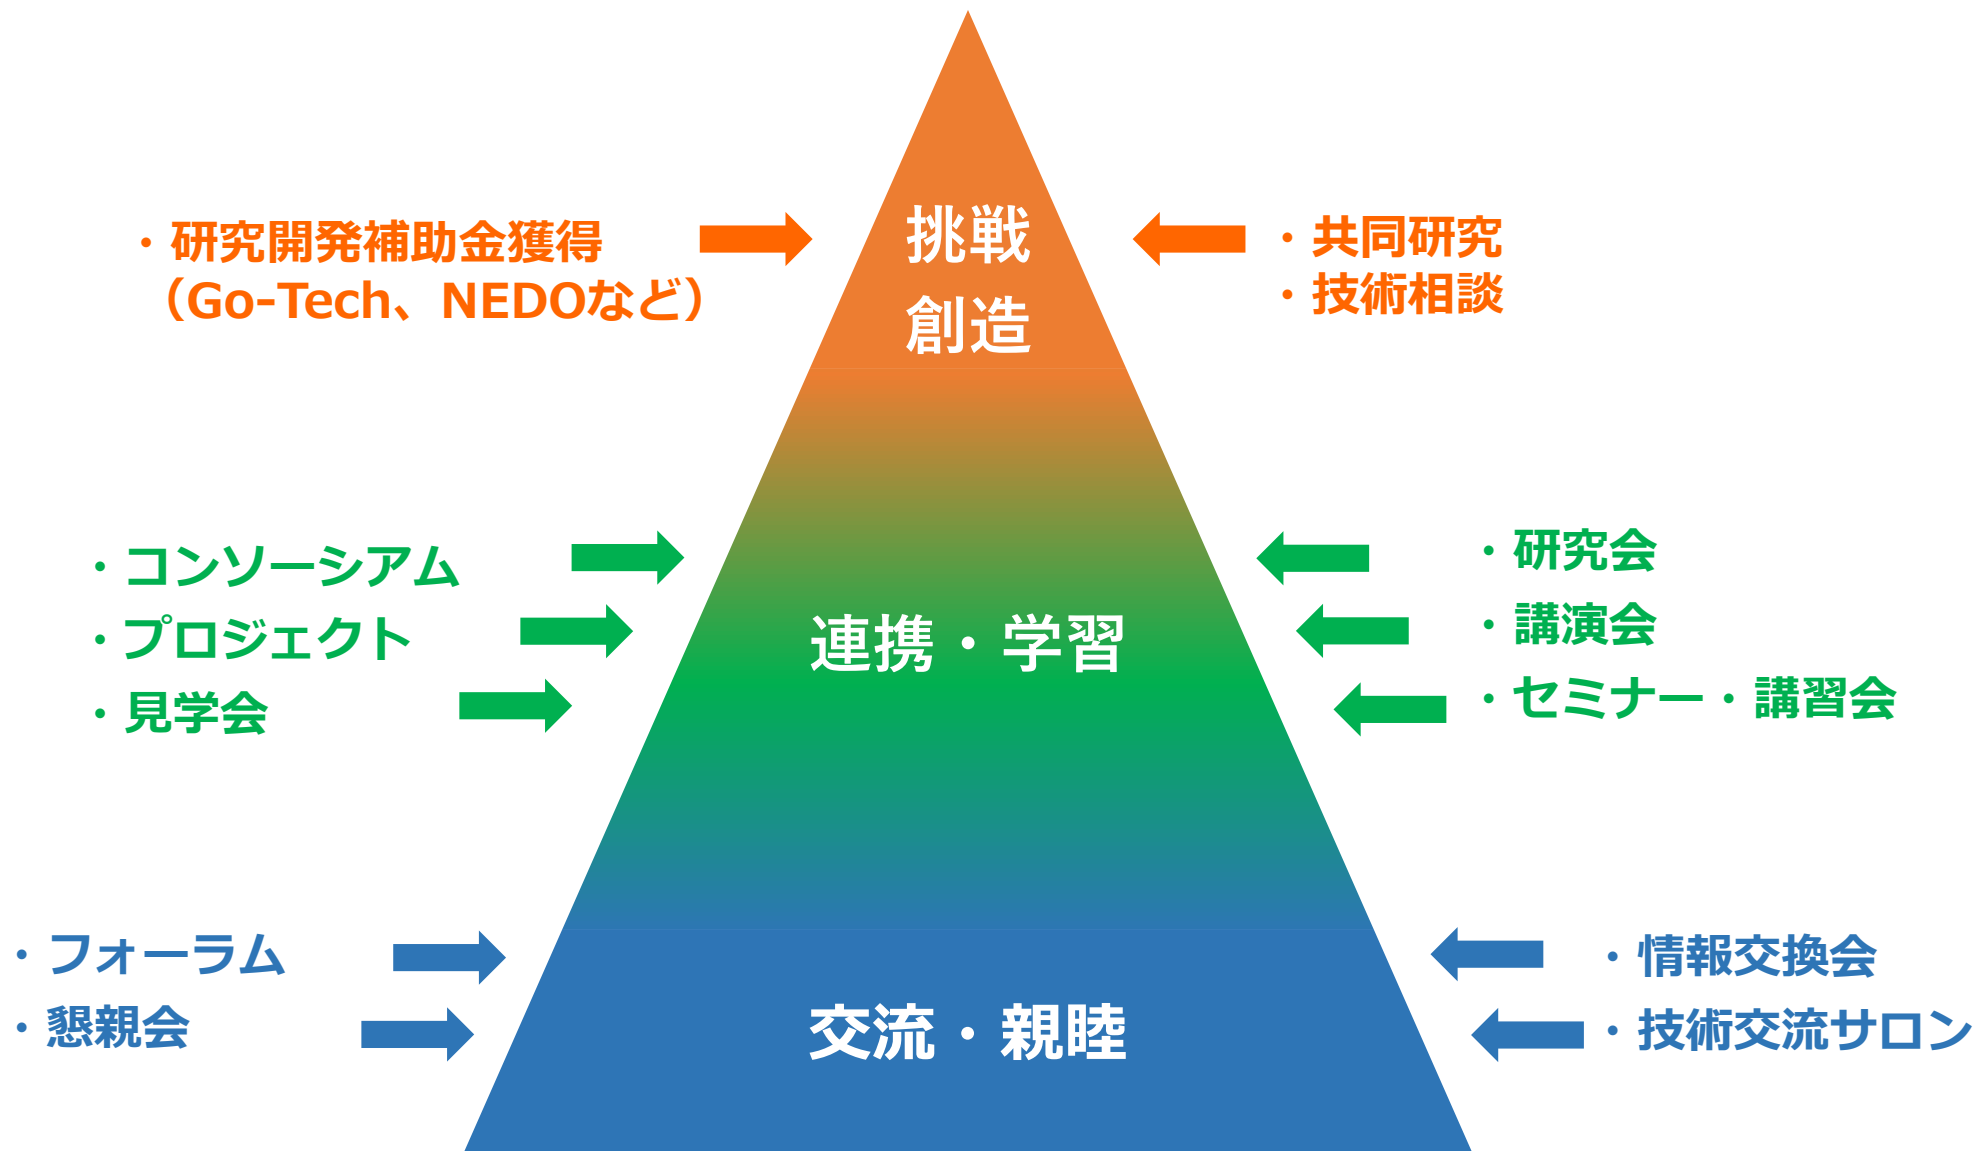 挑戦
創造
・研究開発補助金獲得
（Go-Tech、NEDOなど）
・共同研究
・技術相談
・コンソーシアム
・プロジェクト
・見学会
連携・学習
・研究会
・講演会
・セミナー・講習会
・フォーラム
・懇親会
交流・親睦
・情報交換会
・技術交流サロン